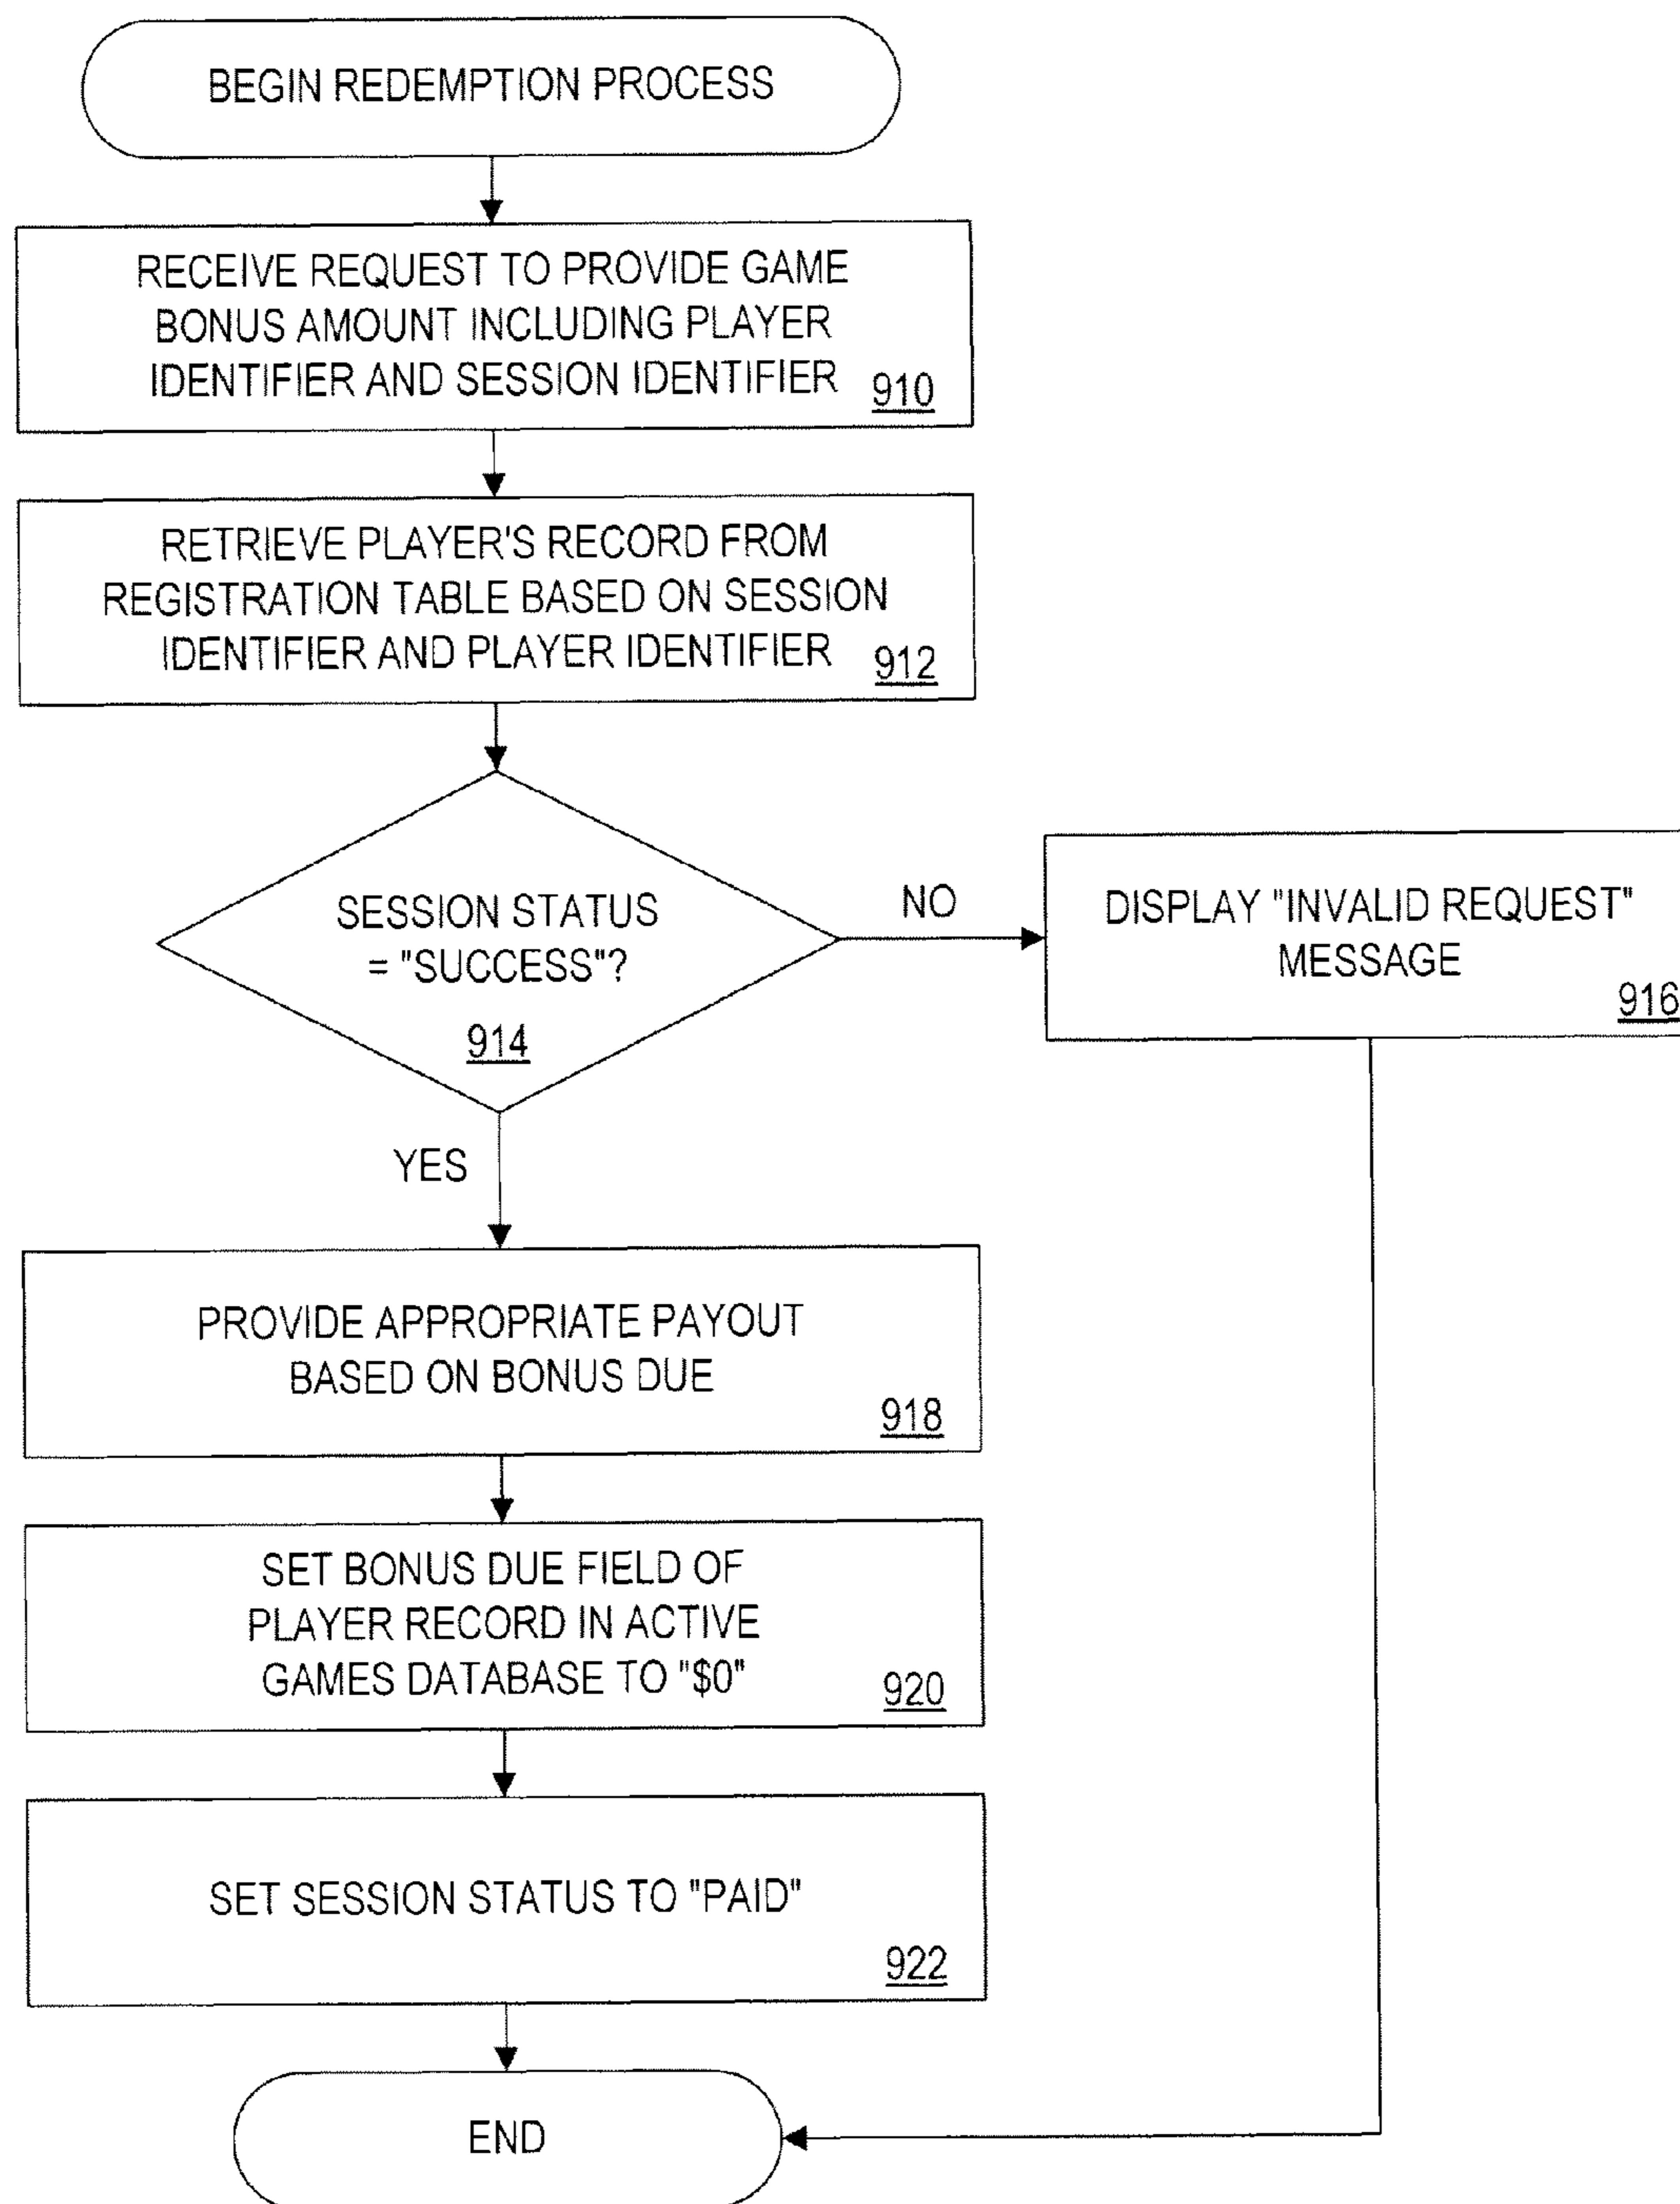 BEGIN REDEMPTION PROCESS
RECEIVE REQUEST TO PROVIDE GAME
BONUS AMOUNT INCLUDING PLAYER
IDENTIFIER AND SESSION IDENTIFIER
910
RETRIEVE PLAYER'S RECORD FROM
REGISTRATION TABLE BASED ON SESSION
IDENTIFIER AND PLAYER IDENTIFIER
912
SESSION STATUS
= "SUCCESS"?
914
NO
DISPLAY "INVALID REQUEST"
MESSAGE
916
YES
PROVIDE APPROPRIATE PAYOUT
BASED ON BONUS DUE
918
SET BONUS DUE FIELD OF
PLAYER RECORD IN ACTIVE
GAMES DATABASE TO "$0"
920
SET SESSION STATUS TO "PAID"
922
END